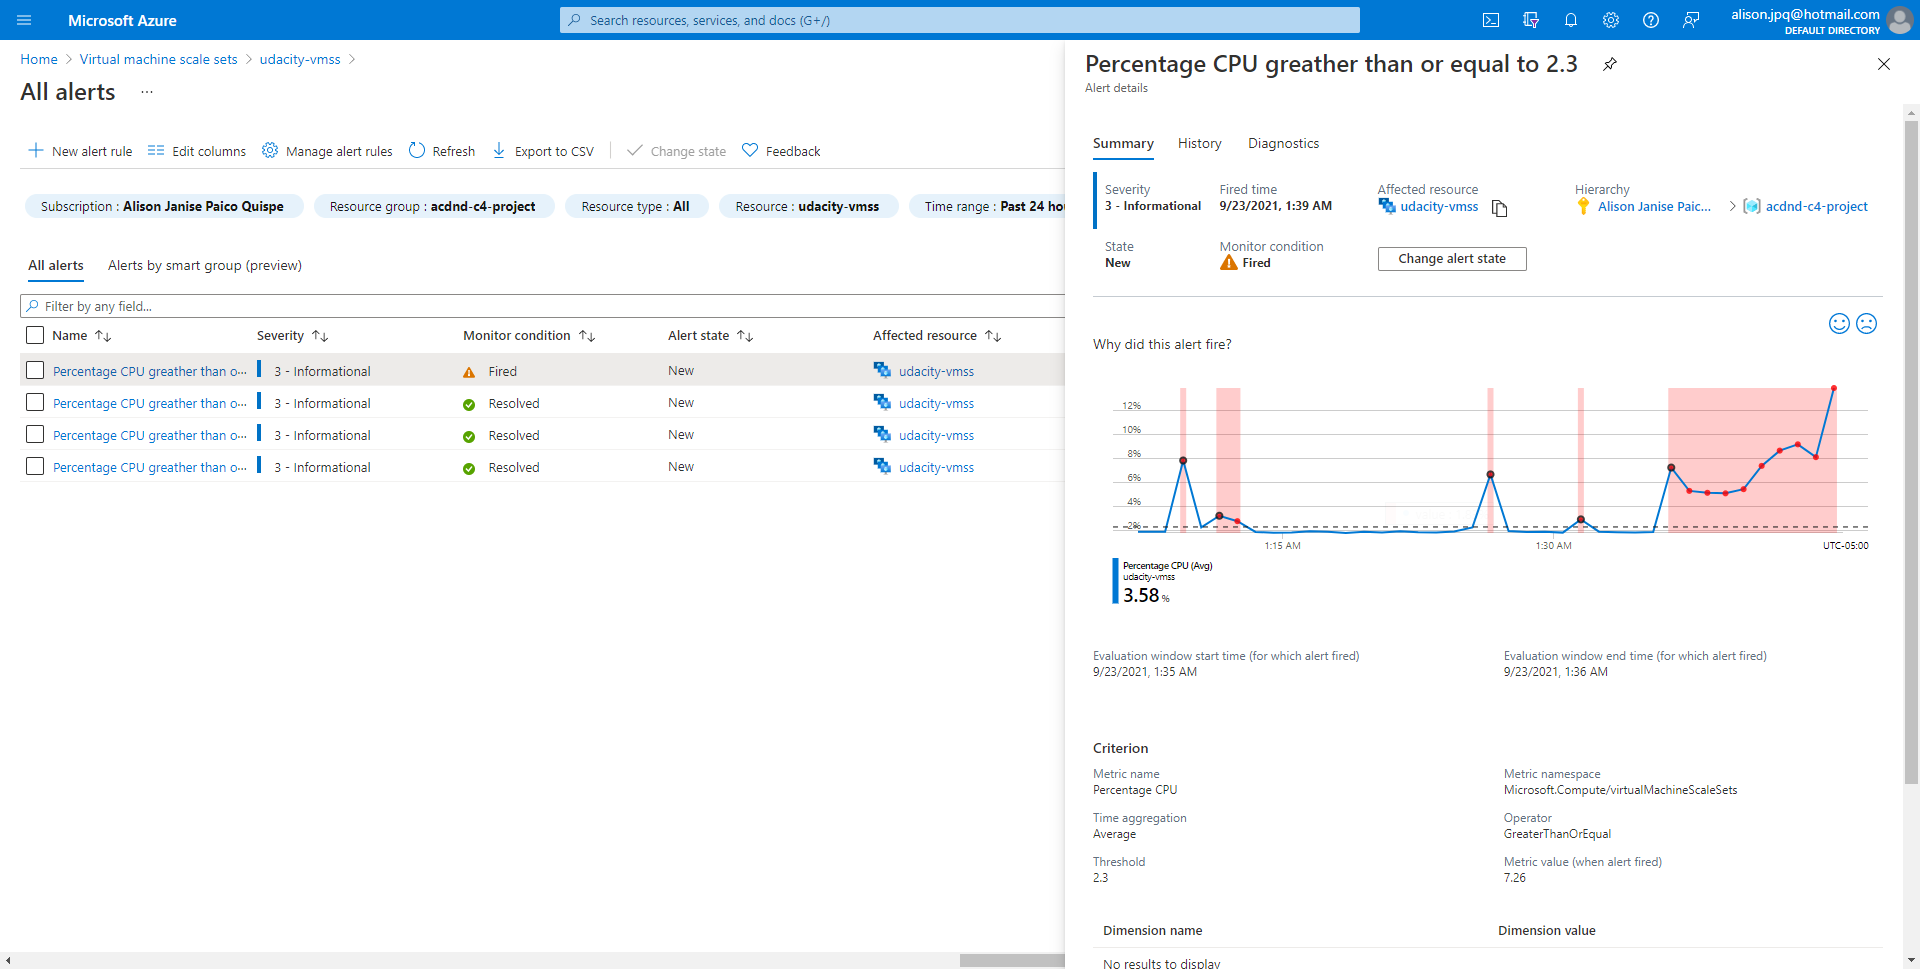 Microsoft Azure
Search resources, services, and docs (G+/)
alison.jpq@hotmail.com
DEFAULT DIRECTORY
Home > Virtual machine scale sets > udacity-vmss >
All alerts ...
New alert rule Edit columns Manage alert rules Refresh Export to CSV Change state Feedback
Subscription : Alison Janise Paico Quispe Resource group : acdnd-c4-project Resource type : All Resource : udacity-vmss Time range : Past 24 hou
All alerts Alerts by smart group (preview)
Filter by any field...
Name Severity Monitor condition Alert state Affected resource
Percentage CPU greather than o... 3 - Informational Fired New udacity-vmss
Percentage CPU greather than o... 3 - Informational Resolved New udacity-vmss
Percentage CPU greather than o... 3 - Informational Resolved New udacity-vmss
Percentage CPU greather than o... 3 - Informational Resolved New udacity-vmss
Percentage CPU greather than or equal to 2.3
Alert details
Summary History Diagnostics
Severity Fired time Affected resource Hierarchy
3 - Informational 9/23/2021, 1:39 AM udacity-vmss Alison Janise Paic... > acdnd-c4-project
State Monitor condition
New Fired Change alert state
Why did this alert fire?
12%
10%
8%
6%
4%
2%
1:15 AM 1:30 AM UTC-05:00
Percentage CPU (Avg)
udacity-vmss
3.58 %
Evaluation window start time (for which alert fired) Evaluation window end time (for which alert fired)
9/23/2021, 1:35 AM 9/23/2021, 1:36 AM
Criterion
Metric name Metric namespace
Percentage CPU Microsoft.Compute/virtualMachineScaleSets
Time aggregation Operator
Average GreaterThanOrEqual
Threshold Metric value (when alert fired)
2.3 7.26
Dimension name Dimension value
No results to display